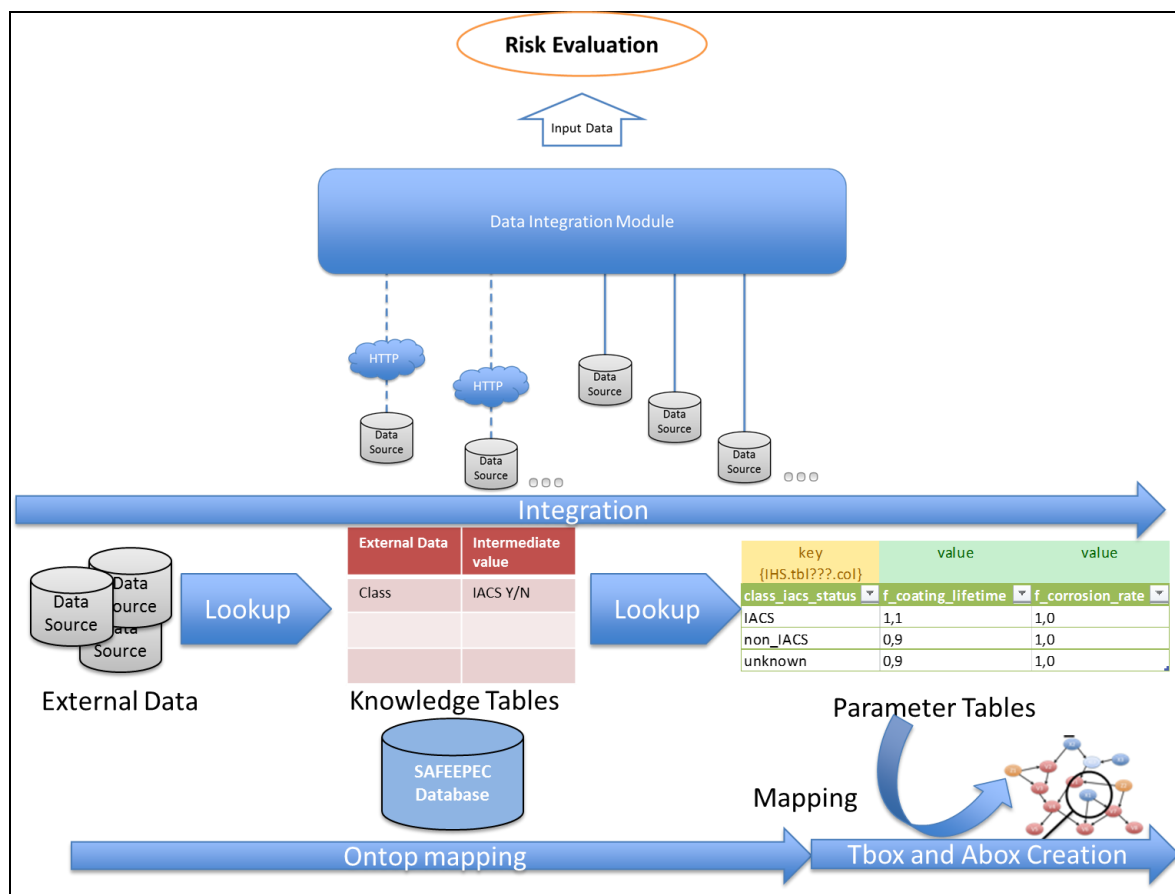 Risk Evaluation
Input Data
Data Integration Module
HTTP
HTTP
Data
Source
Data
Source
Data
Source
Data
Source
Data
Source
Integration
External Data
Intermediate
value
Class
IACS Y/N
key
value
value
{IHS.tbl???.col}
class_iacs_status
f_coating_lifetime
f_corrosion_rate
IACS
1,1
1,0
non_IACS
0,9
1,0
unknown
0,9
1,0
Data
Source
Data
Source
Data
Source
Lookup
Lookup
External Data
Knowledge Tables
Parameter Tables
SAFEEPEC
Database
Mapping
Ontop mapping
Tbox and Abox Creation